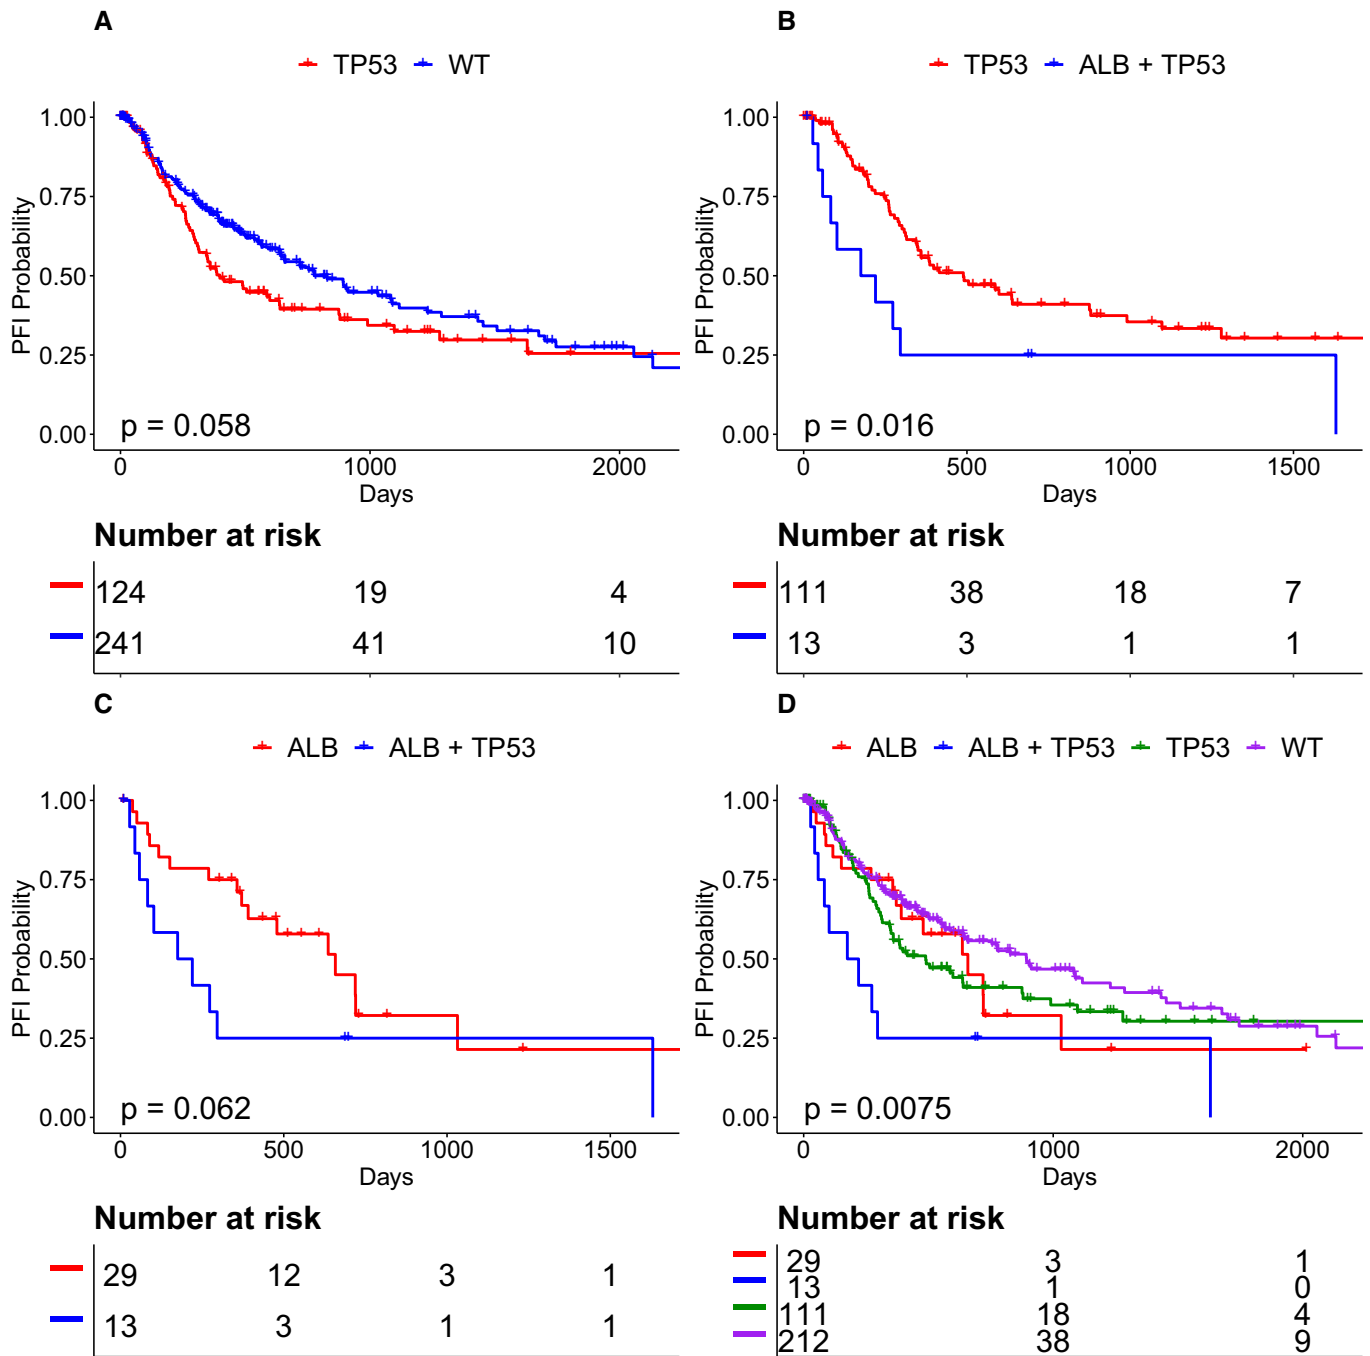 A
TP53 WT
1.00
0.75
0.50
0.25
0.00
PFI Probability
p = 0.058
0 1000 2000
Days
Number at risk
124 19 4
241 41 10
B
TP53 ALB + TP53
1.00
0.75
0.50
0.25
0.00
PFI Probability
p = 0.016
0 500 1000 1500
Days
Number at risk
111 38 18 7
13 3 1 1
C
ALB ALB + TP53
1.00
0.75
0.50
0.25
0.00
PFI Probability
p = 0.062
0 500 1000 1500
Days
Number at risk
29 12 3 1
13 3 1 1
D
ALB ALB + TP53 TP53 WT
1.00
0.75
0.50
0.25
0.00
PFI Probability
p = 0.0075
0 1000 2000
Days
Number at risk
29 3 1
13 1 0
111 18 4
212 38 9